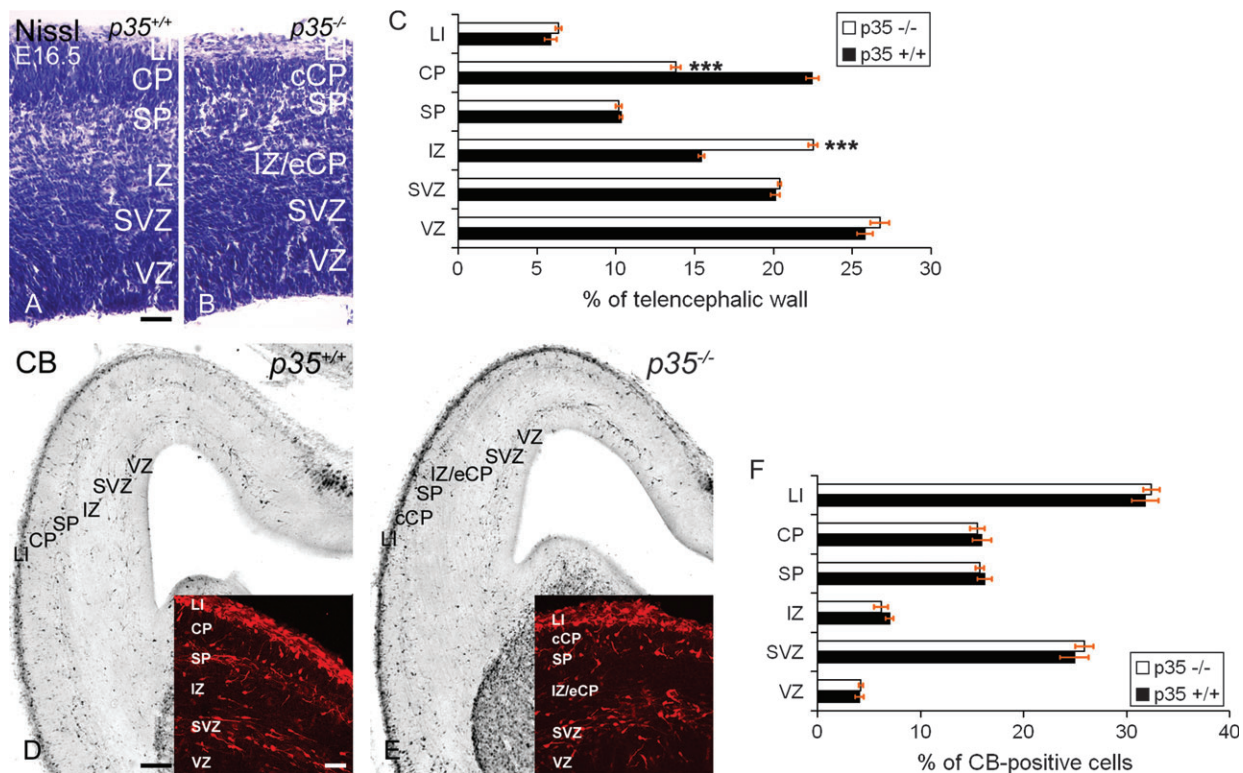 Nissl p35+/+
E16.5
LI
CP
SP
IZ
SVZ
VZ
A
p35-/-
LI
cCP
SP
IZ/eCP
SVZ
VZ
B
C
p35 -/-
p35 +/+
LI
CP
***
SP
IZ
***
SVZ
VZ
0 5 10 15 20 25 30
% of telencephalic wall
CB p35+/+
VZ
SVZ
IZ
SP
CP
LI
LI
CP
SP
IZ
SVZ
VZ
D
p35-/-
VZ
SVZ
IZ/eCP
SP
cCP
LI
LI
cCP
SP
IZ/eCP
SVZ
VZ
E
F
LI
CP
SP
IZ
SVZ
VZ
p35 -/-
p35 +/+
0 10 20 30 40
% of CB-positive cells